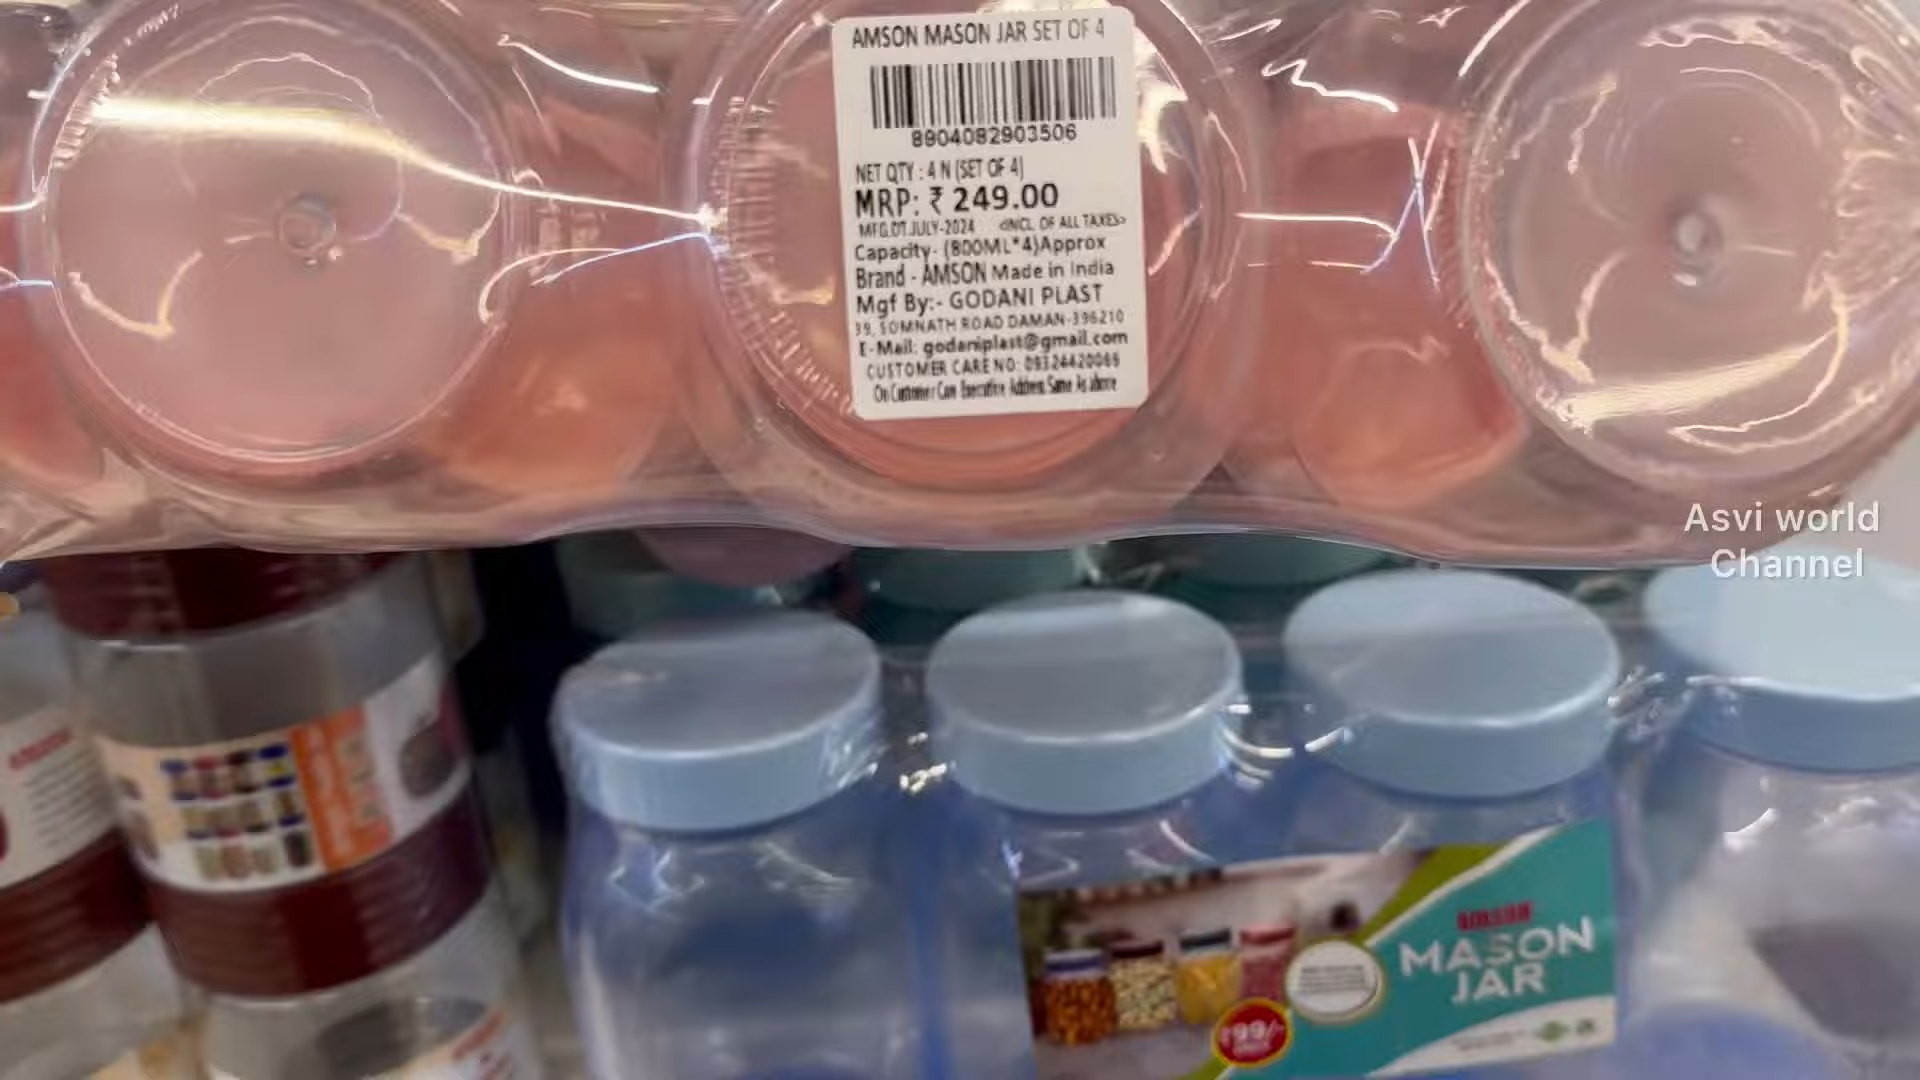 AMSON MASON JAR SET OF 4
8904082903506
NET QTY : 4 N (SET OF 4)
MRP: ₹ 249.00
MFG.DT.JULY-2024 <INCL. OF ALL TAXES>
Capacity- (800ML*4)Approx
Brand - AMSON Made in India
Mgf By:- GODANI PLAST
39, SOMNATH ROAD DAMAN-396210
E-Mail: godaniplast@gmail.com
CUSTOMER CARE NO: 09324420069
On Customer Care Executive Address Same As above
Asvi world
Channel
MASON
JAR
₹99/-